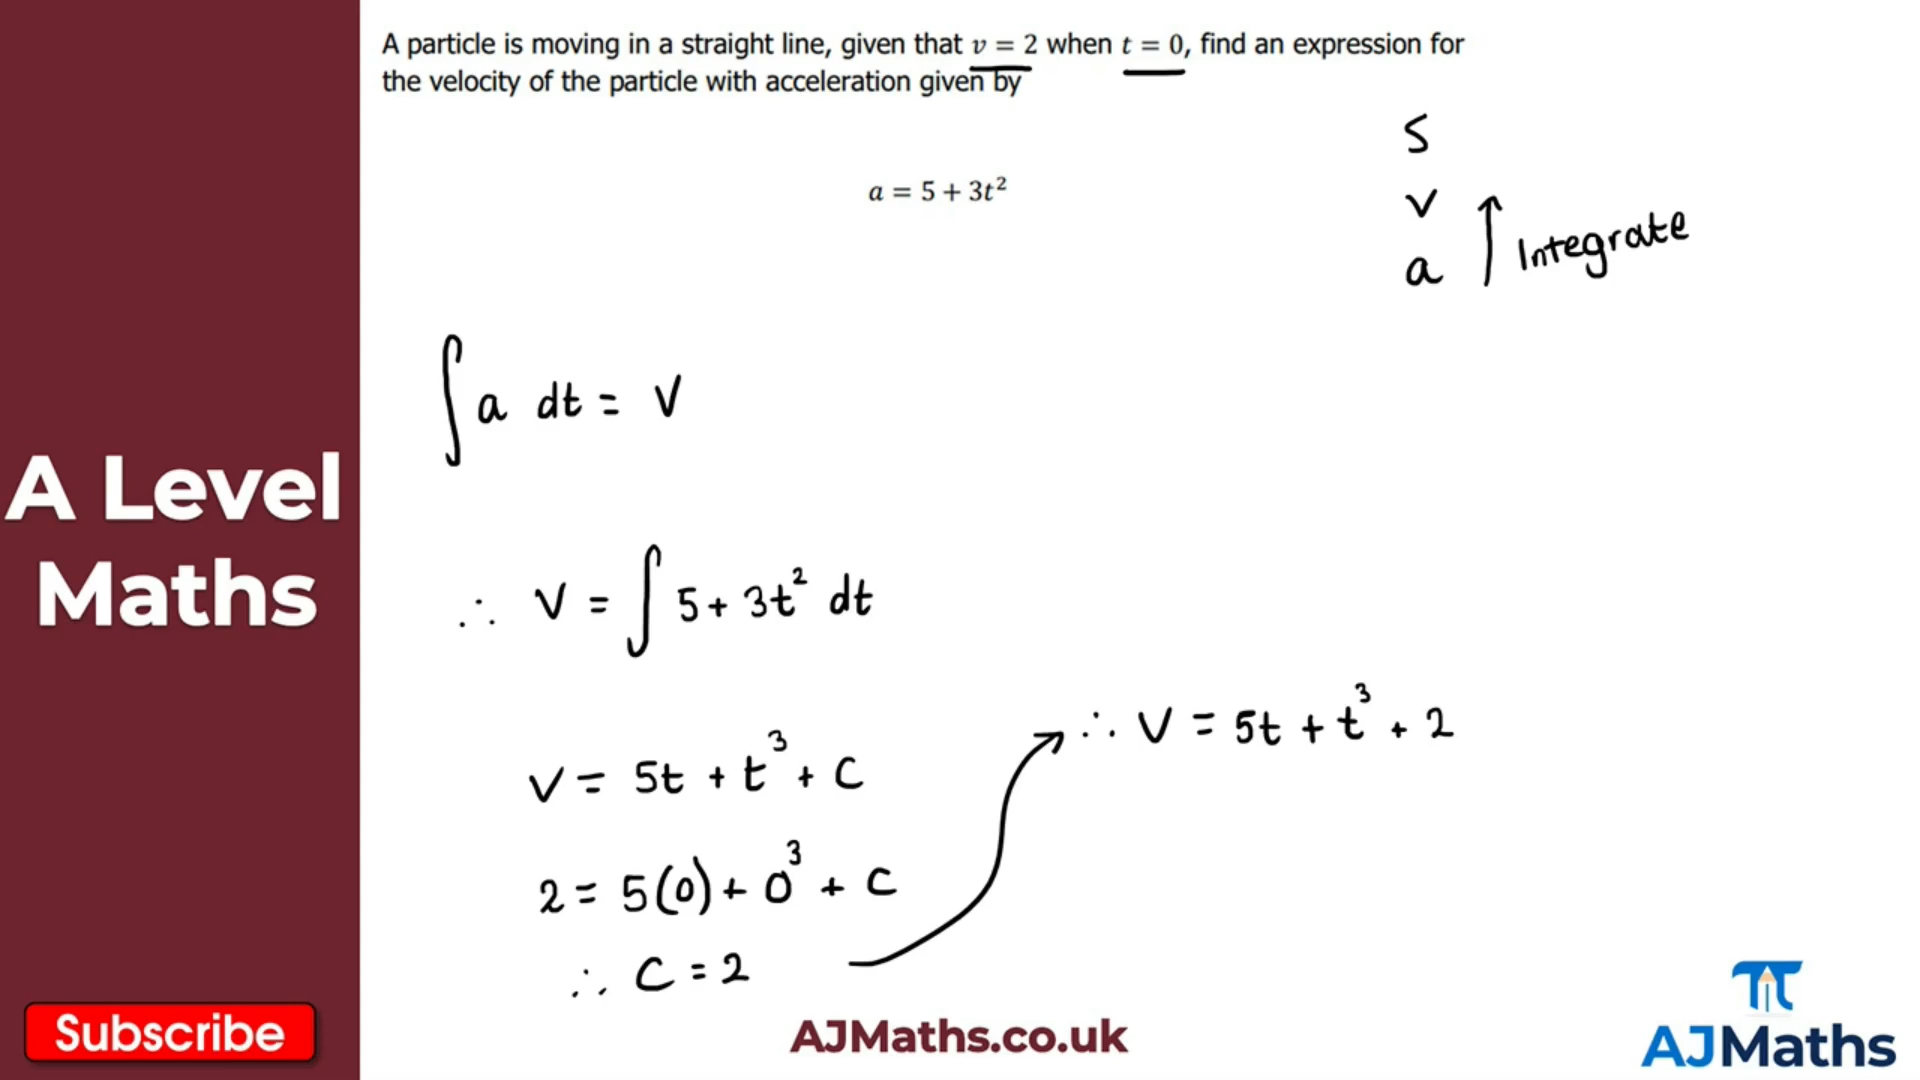 A particle is moving in a straight line, given that v = 2 when t = 0, find an expression for
the velocity of the particle with acceleration given by
a = 5 + 3t²
S
v
a
Integrate
∫ a dt = V
∴ V = ∫ 5 + 3t² dt
V = 5t + t³ + C
2 = 5(0) + 0³ + C
∴ C = 2
∴ V = 5t + t³ + 2
A Level
Maths
Subscribe
AJMaths.co.uk
AJMaths